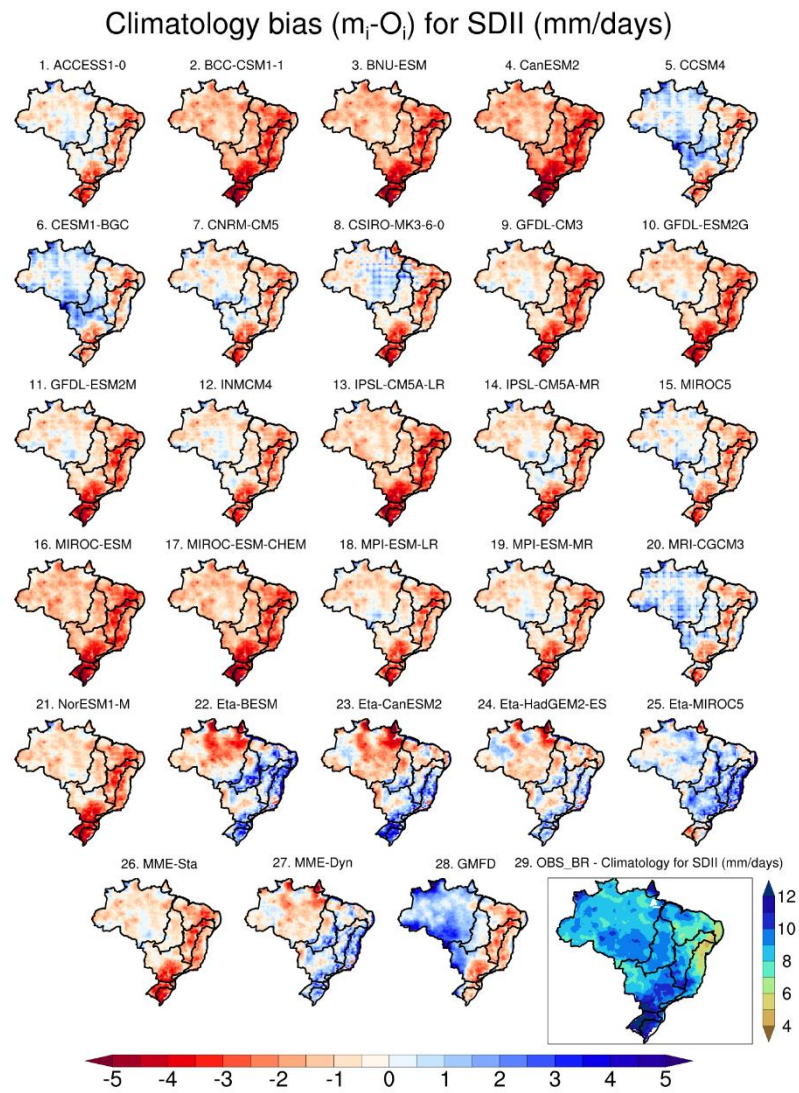 Climatology bias (mi-Oi) for SDII (mm/days)
1. ACCESS1-0 2. BCC-CSM1-1 3. BNU-ESM 4. CanESM2 5. CCSM4
6. CESM1-BGC 7. CNRM-CM5 8. CSIRO-MK3-6-0 9. GFDL-CM3 10. GFDL-ESM2G
11. GFDL-ESM2M 12. INMCM4 13. IPSL-CM5A-LR 14. IPSL-CM5A-MR 15. MIROC5
16. MIROC-ESM 17. MIROC-ESM-CHEM 18. MPI-ESM-LR 19. MPI-ESM-MR 20. MRI-CGCM3
21. NorESM1-M 22. Eta-BESM 23. Eta-CanESM2 24. Eta-HadGEM2-ES 25. Eta-MIROC5
26. MME-Sta 27. MME-Dyn 28. GMFD 29. OBS_BR - Climatology for SDII (mm/days)
12
10
8
6
4
-5 -4 -3 -2 -1 0 1 2 3 4 5